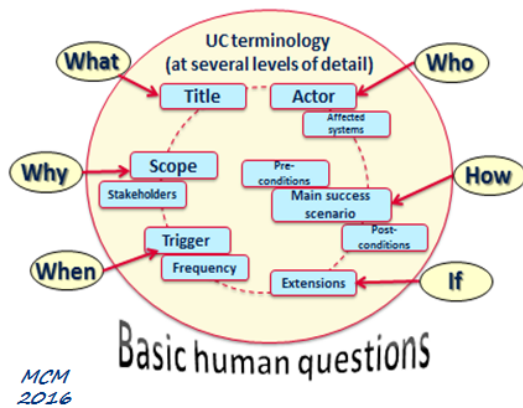 UC terminology
(at several levels of detail)
What
Who
Title
Actor
Affected
systems
Why
Scope
Stakeholders
Pre-
conditions
Main success
scenario
How
Post-
conditions
When
Trigger
Frequency
Extensions
If
Basic human questions
MCM
2016